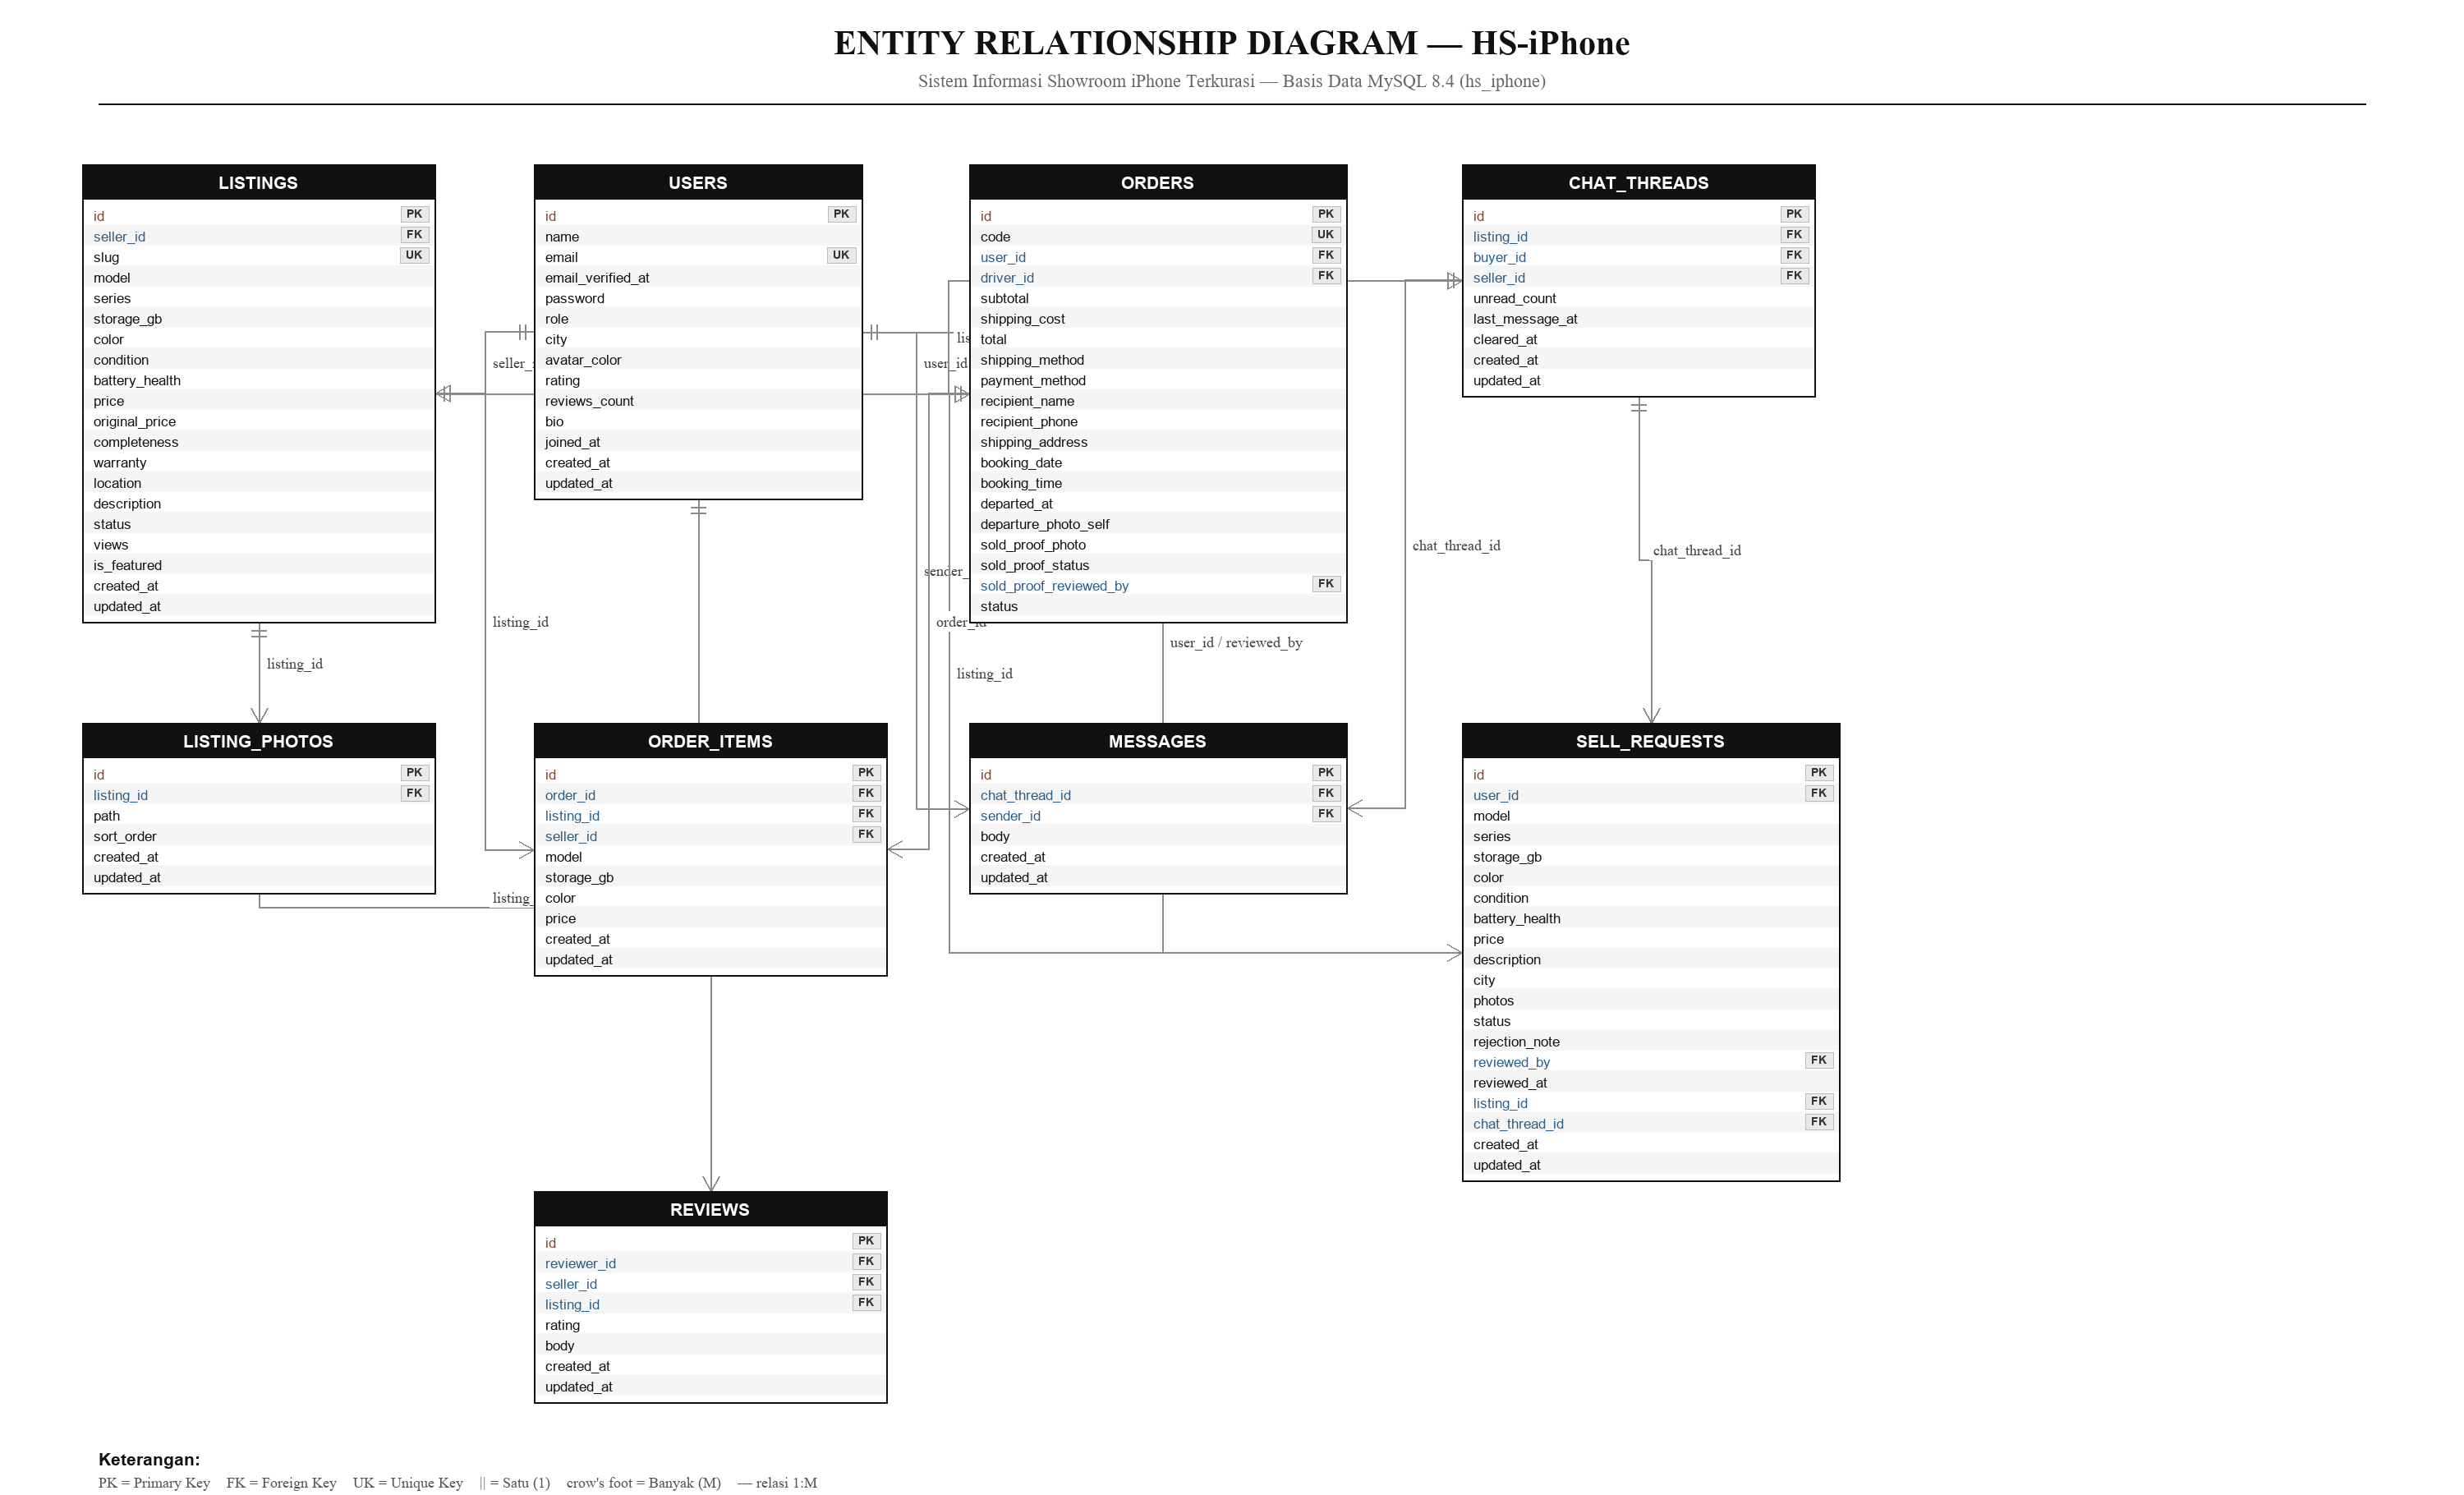 ENTITY RELATIONSHIP DIAGRAM — HS-iPhone
Sistem Informasi Showroom iPhone Terkurasi — Basis Data MySQL 8.4 (hs_iphone)
LISTINGS
id PK
seller_id FK
slug UK
model
series
storage_gb
color
condition
battery_health
price
original_price
completeness
warranty
location
description
status
views
is_featured
created_at
updated_at
USERS
id PK
name
email UK
email_verified_at
password
role
city
avatar_color
rating
reviews_count
bio
joined_at
created_at
updated_at
ORDERS
id PK
code UK
user_id FK
driver_id FK
subtotal
shipping_cost
total
shipping_method
payment_method
recipient_name
recipient_phone
shipping_address
booking_date
booking_time
departed_at
departure_photo_self
sold_proof_photo
sold_proof_status
sold_proof_reviewed_by FK
status
CHAT_THREADS
id PK
listing_id FK
buyer_id FK
seller_id FK
unread_count
last_message_at
cleared_at
created_at
updated_at
seller_
lis
user_id
sender_
order_id
listing_id
listing_id
listing_id
user_id / reviewed_by
chat_thread_id
chat_thread_id
LISTING_PHOTOS
id PK
listing_id FK
path
sort_order
created_at
updated_at
listing_
ORDER_ITEMS
id PK
order_id FK
listing_id FK
seller_id FK
model
storage_gb
color
price
created_at
updated_at
MESSAGES
id PK
chat_thread_id FK
sender_id FK
body
created_at
updated_at
SELL_REQUESTS
id PK
user_id FK
model
series
storage_gb
color
condition
battery_health
price
description
city
photos
status
rejection_note
reviewed_by FK
reviewed_at
listing_id FK
chat_thread_id FK
created_at
updated_at
REVIEWS
id PK
reviewer_id FK
seller_id FK
listing_id FK
rating
body
created_at
updated_at
Keterangan:
PK = Primary Key FK = Foreign Key UK = Unique Key || = Satu (1) crow's foot = Banyak (M) — relasi 1:M